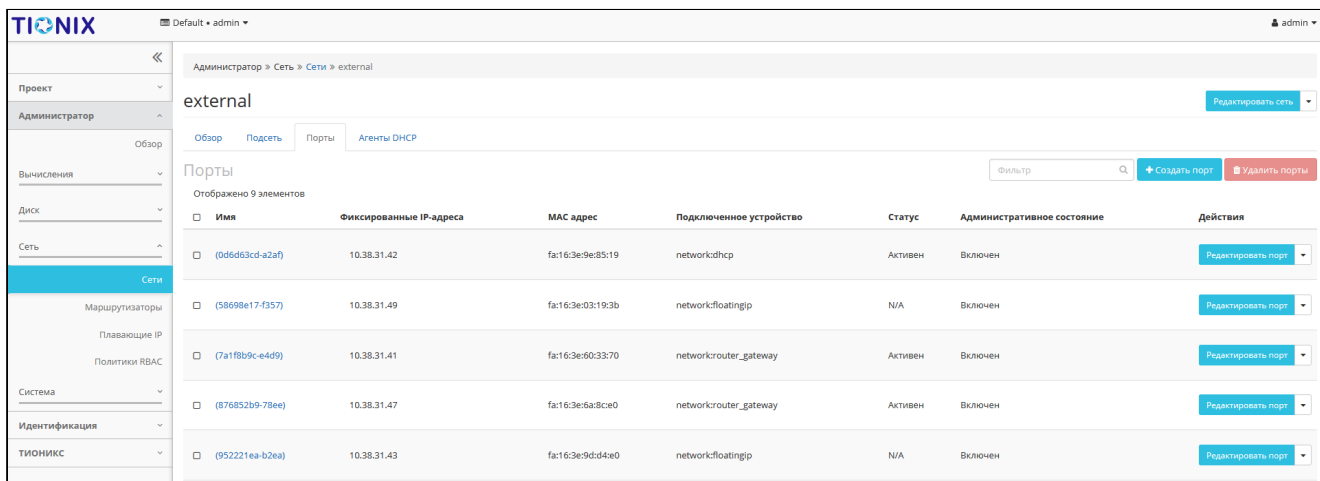 TIONIX
Default • admin
admin
Администратор » Сеть » Сети » external
Проект
Администратор
Обзор
Вычисления
Диск
Сеть
Сети
Маршрутизаторы
Плавающие IP
Политики RBAC
Система
Идентификация
ТИОНИКС
external
Редактировать сеть
Обзор Подсеть Порты Агенты DHCP
Порты
Фильтр
+ Создать порт
Удалить порты
Отображено 9 элементов
Имя Фиксированные IP-адреса MAC адрес Подключенное устройство Статус Административное состояние Действия
(0d6d63cd-a2af) 10.38.31.42 fa:16:3e:9e:85:19 network:dhcp Активен Включен Редактировать порт
(58698e17-f357) 10.38.31.49 fa:16:3e:03:19:3b network:floatingip N/A Включен Редактировать порт
(7a1f8b9c-e4d9) 10.38.31.41 fa:16:3e:60:33:70 network:router_gateway Активен Включен Редактировать порт
(876852b9-78ee) 10.38.31.47 fa:16:3e:6a:8c:e0 network:router_gateway Активен Включен Редактировать порт
(952221ea-b2ea) 10.38.31.43 fa:16:3e:9d:d4:e0 network:floatingip N/A Включен Редактировать порт